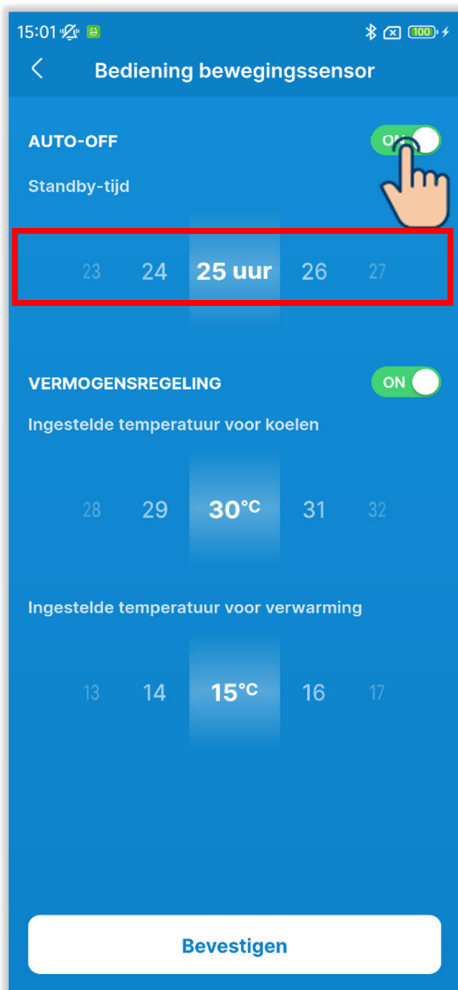 15:01 100
Bediening bewegingssensor
AUTO-OFF ON
Standby-tijd
23 24 25 uur 26 27
VERMOGENSREGELING ON
Ingestelde temperatuur voor koelen
28 29 30°C 31 32
Ingestelde temperatuur voor verwarming
13 14 15°C 16 17
Bevestigen